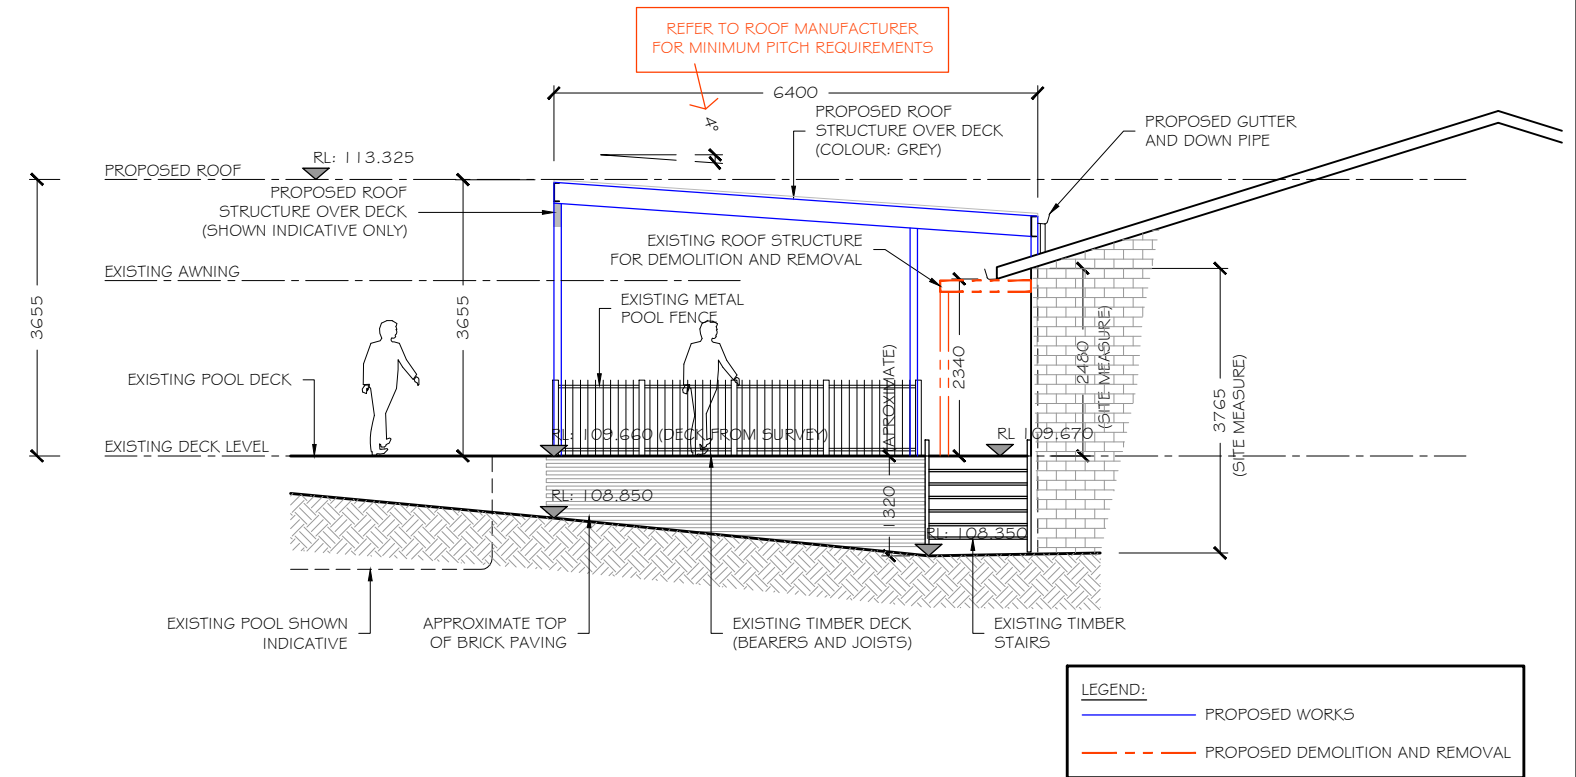 REFER TO ROOF MANUFACTURER
FOR MINIMUM PITCH REQUIREMENTS
6400
4°
PROPOSED ROOF
STRUCTURE OVER DECK
(COLOUR: GREY)
PROPOSED GUTTER
AND DOWN PIPE
RL: 113.325
PROPOSED ROOF
PROPOSED ROOF
STRUCTURE OVER DECK
(SHOWN INDICATIVE ONLY)
EXISTING ROOF STRUCTURE
FOR DEMOLITION AND REMOVAL
EXISTING AWNING
EXISTING METAL
POOL FENCE
3655
3655
2340
2480
(SITE MEASURE)
3765
(SITE MEASURE)
EXISTING POOL DECK
EXISTING DECK LEVEL
RL: 109.660 (DECK FROM SURVEY)
RL 109.670
1320
(APROXIMATE)
RL: 108.850
RL: 108.350
EXISTING POOL SHOWN
INDICATIVE
APPROXIMATE TOP
OF BRICK PAVING
EXISTING TIMBER DECK
(BEARERS AND JOISTS)
EXISTING TIMBER
STAIRS
LEGEND:
PROPOSED WORKS
PROPOSED DEMOLITION AND REMOVAL